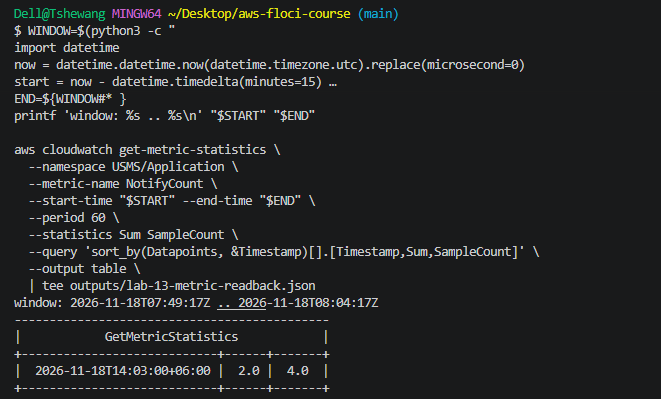 Dell@Tshewang MINGW64 ~/Desktop/aws-floci-course (main)
$ WINDOW=$(python3 -c "
import datetime
now = datetime.datetime.now(datetime.timezone.utc).replace(microsecond=0)
start = now - datetime.timedelta(minutes=15) …
END=${WINDOW#* }
printf 'window: %s .. %s\n' "$START" "$END"

aws cloudwatch get-metric-statistics \
  --namespace USMS/Application \
  --metric-name NotifyCount \
  --start-time "$START" --end-time "$END" \
  --period 60 \
  --statistics Sum SampleCount \
  --query 'sort_by(Datapoints, &Timestamp)[].[Timestamp,Sum,SampleCount]' \
  --output table \
  | tee outputs/lab-13-metric-readback.json
window: 2026-11-18T07:49:17Z .. 2026-11-18T08:04:17Z
--------------------------------------------
|           GetMetricStatistics            |
+----------------------------+------+------+
|  2026-11-18T14:03:00+06:00 |  2.0 |  4.0 |
+----------------------------+------+------+